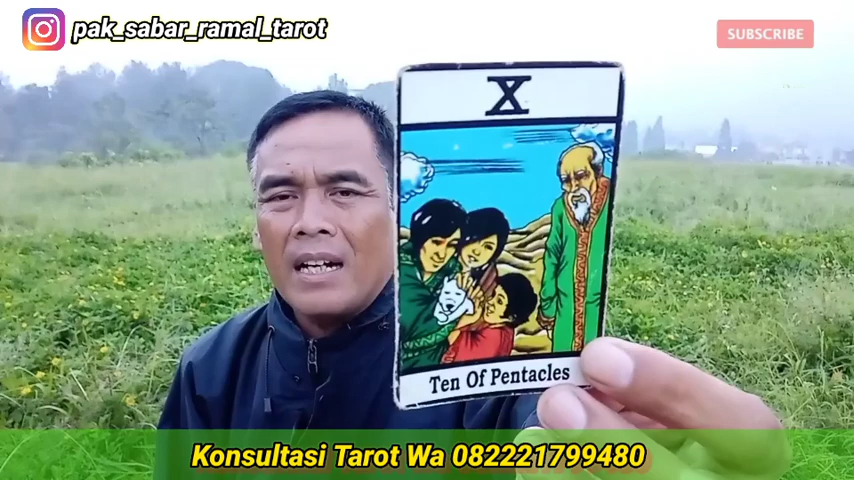 pak_sabar_ramal_tarot
SUBSCRIBE
X
Ten Of Pentacles
Konsultasi Tarot Wa 082221799480